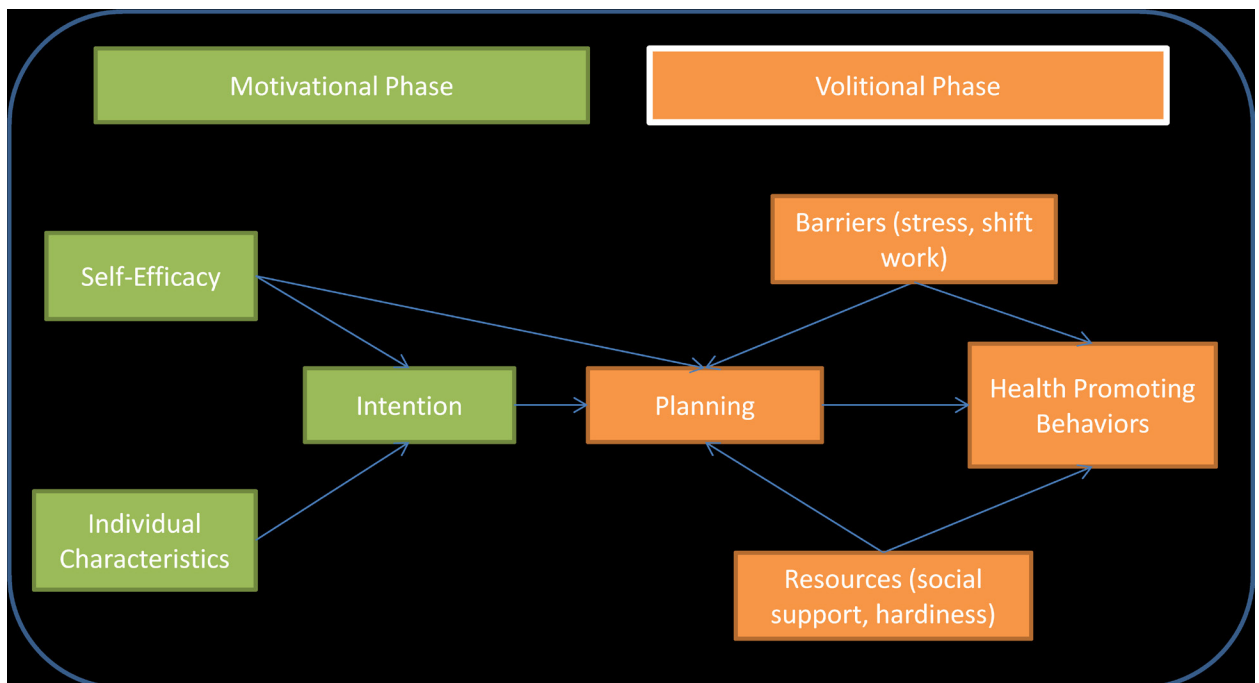 Motivational Phase
Volitional Phase
Barriers (stress, shift
work)
Self-Efficacy
Intention
Planning
Health Promoting
Behaviors
Individual
Characteristics
Resources (social
support, hardiness)